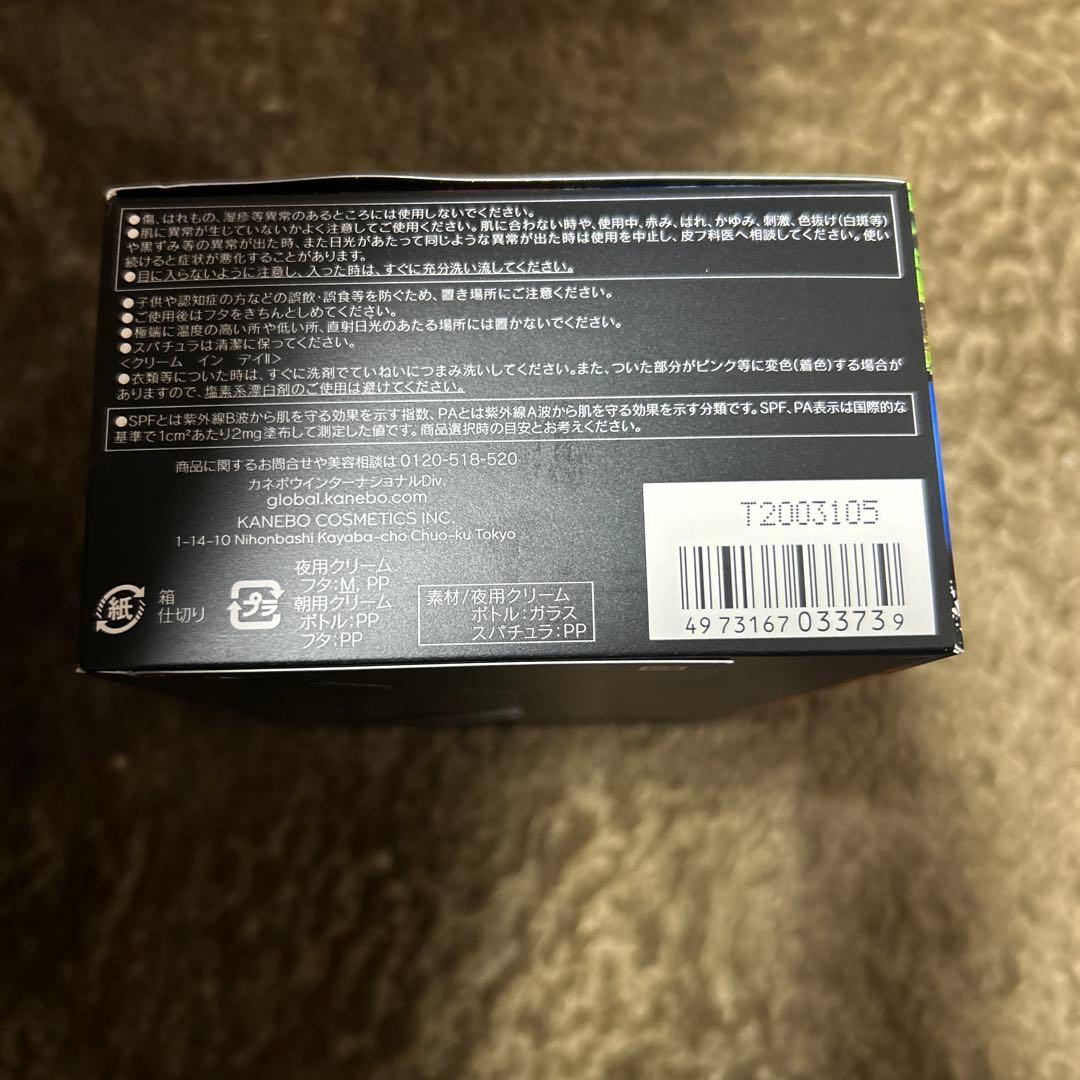 ●傷、はれもの、湿疹等異常のあるところには使用しないでください。
●肌に異常が生じていないかよく注意してご使用ください。肌に合わない時や、使用中、赤み、はれ、かゆみ、刺激、色抜け(白斑等)
や黒ずみ等の異常が出た時、また日光があたって同じような異常が出た時は使用を中止し、皮フ科医へ相談してください。使い
続けると症状が悪化することがあります。
●目に入らないように注意し、入った時は、すぐに充分洗い流してください。
●子供や認知症の方などの誤飲・誤食等を防ぐため、置き場所にご注意ください。
●ご使用後はフタをきちんとしめてください。
●極端に温度の高い所や低い所、直射日光のあたる場所には置かないでください。
●スパチュラは清潔に保ってください。
<クリーム イン デイⅡ>
●衣類等についた時は、すぐに洗剤でていねいにつまみ洗いしてください。また、ついた部分がピンク等に変色(着色)する場合が
ありますので、塩素系漂白剤のご使用は避けてください。
●SPFとは紫外線B波から肌を守る効果を示す指数、PAとは紫外線A波から肌を守る効果を示す分類です。SPF、PA表示は国際的な
基準で1cm²あたり2mg塗布して測定した値です。商品選択時の目安とお考えください。
商品に関するお問合せや美容相談は 0120-518-520
カネボウインターナショナルDiv.
global.kanebo.com
KANEBO COSMETICS INC.
1-14-10 Nihonbashi Kayaba-cho Chuo-ku Tokyo
紙
箱
仕切り
プラ
夜用クリーム
フタ:M, PP
朝用クリーム
ボトル:PP
フタ:PP
素材/夜用クリーム
ボトル:ガラス
スパチュラ:PP
T2003105
4973167033739